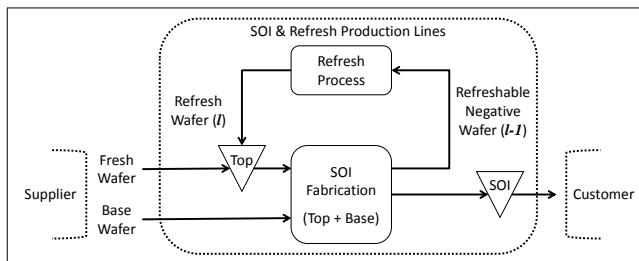 SOI & Refresh Production Lines
Refresh
Process
Refresh
Wafer (l)
Refreshable
Negative
Wafer (l-1)
Fresh
Wafer
Top
SOI
Fabrication
(Top + Base)
SOI
Supplier
Customer
Base
Wafer